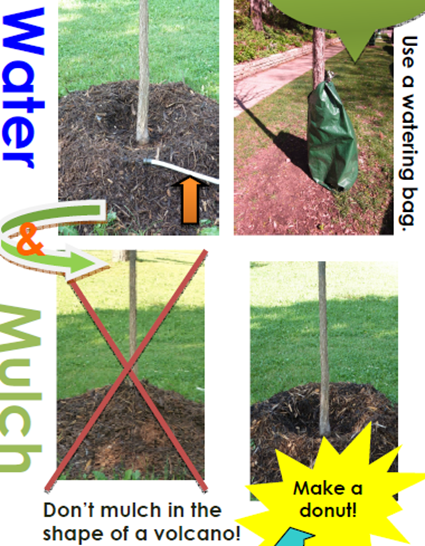 Water
&
Mulch
Use a watering bag.
Don't mulch in the
shape of a volcano!
Make a
donut!